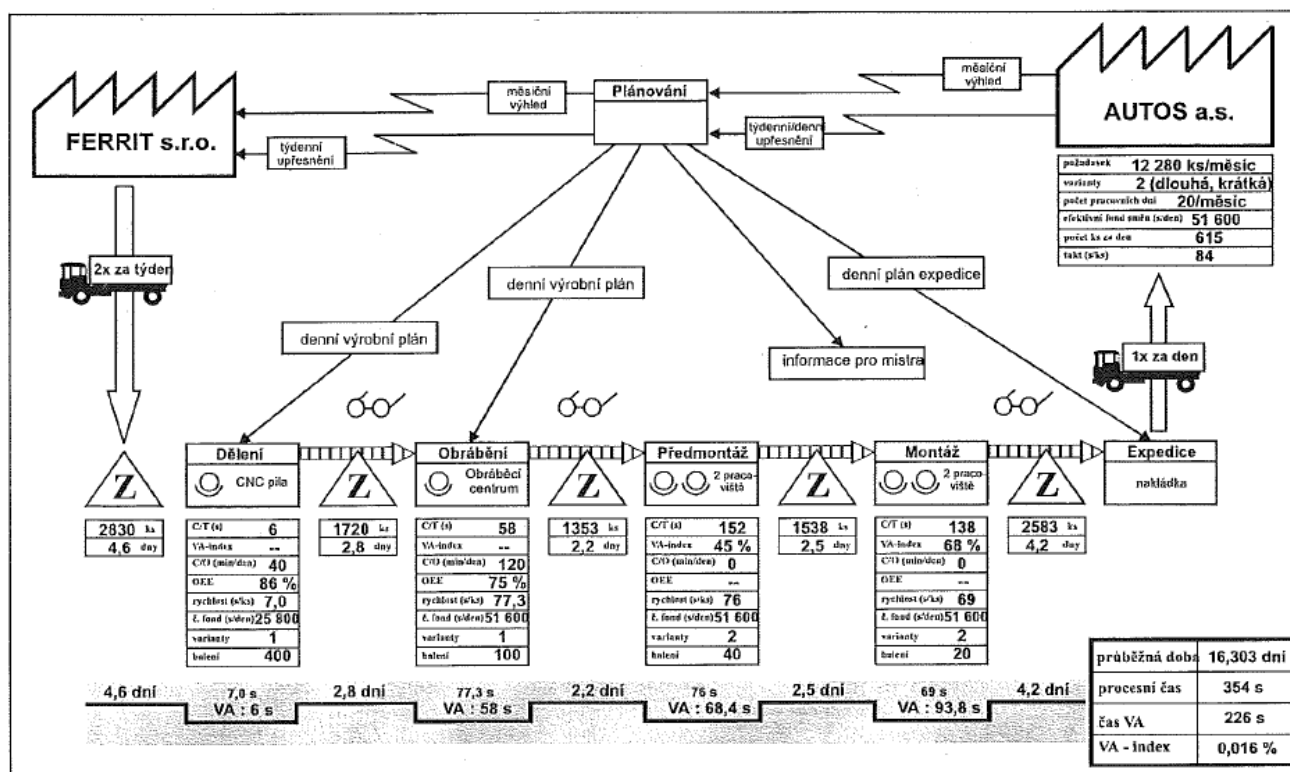 FERRIT s.r.o.
měsíční
výhled
týdenní
upřesnění
Plánování
měsíční
výhled
týdenní/denní
upřesnění
AUTOS a.s.
požadavek 12 280 ks/měsíc
varianty 2 (dlouhá, krátká)
počet pracovních dní 20/měsíc
efektivní fond směn (s/den) 51 600
počet ks za den 615
takt (s/ks) 84
2x za týden
denní výrobní plán
denní výrobní plán
denní plán expedice
informace pro mistra
1x za den
Z
2830 ks
4,6 dny
Dělení
CNC pila
C/T (s) 6
VA-index --
C/O (min/den) 40
OEE 86 %
rychlost (s/ks) 7,0
č. fond (s/den) 25 800
varianty 1
balení 400
Z
1720 ks
2,8 dny
Obrábění
Obráběcí
centrum
C/T (s) 58
VA-index --
C/O (min/den) 120
OEE 75 %
rychlost (s/ks) 77,3
č. fond (s/den) 51 600
varianty 1
balení 100
Z
1353 ks
2,2 dny
Předmontáž
2 praco-
viště
C/T (s) 152
VA-index 45 %
C/O (min/den) 0
OEE --
rychlost (s/ks) 76
č. fond (s/den) 51 600
varianty 2
balení 40
Z
1538 ks
2,5 dny
Montáž
2 praco-
viště
C/T (s) 138
VA-index 68 %
C/O (min/den) 0
OEE --
rychlost (s/ks) 69
č. fond (s/den) 51 600
varianty 2
balení 20
Z
2583 ks
4,2 dny
Expedice
nakládka
4,6 dní
7,0 s
VA : 6 s
2,8 dní
77,3 s
VA : 58 s
2,2 dní
76 s
VA : 68,4 s
2,5 dní
69 s
VA : 93,8 s
4,2 dní
průběžná doba 16,303 dní
procesní čas 354 s
čas VA 226 s
VA - index 0,016 %